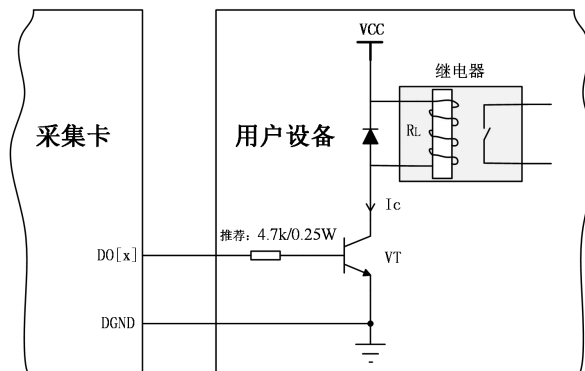 VCC
继电器
采集卡
用户设备
RL
Ic
推荐: 4.7k/0.25W
DO[x]
VT
DGND